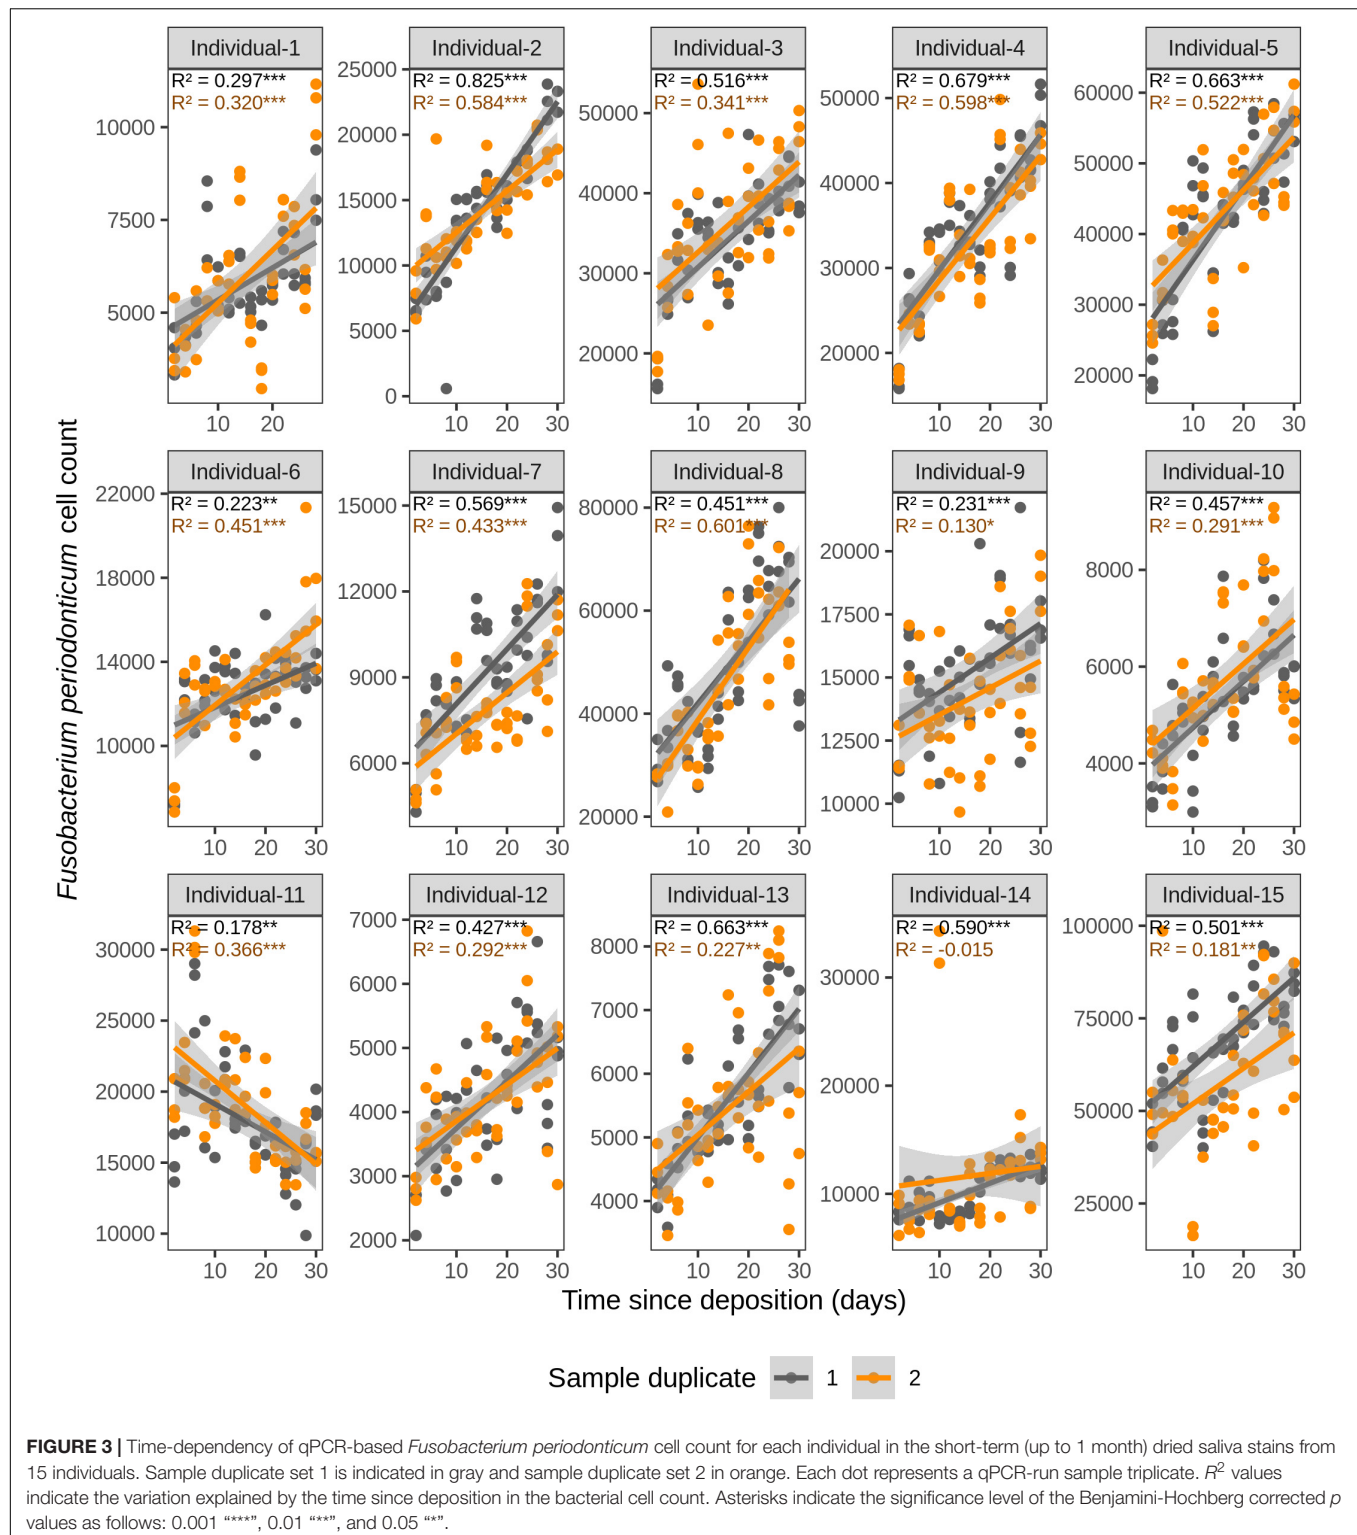 Individual-1
Individual-2
Individual-3
Individual-4
Individual-5
R² = 0.297***
R² = 0.320***
R² = 0.825***
R² = 0.584***
R² = 0.516***
R² = 0.341***
R² = 0.679***
R² = 0.598***
R² = 0.663***
R² = 0.522***
10000
7500
5000
25000
20000
15000
10000
5000
0
50000
40000
30000
20000
50000
40000
30000
20000
60000
50000
40000
30000
20000
10 20
10 20 30
10 20 30
10 20 30
10 20 30
Individual-6
Individual-7
Individual-8
Individual-9
Individual-10
R² = 0.223**
R² = 0.451***
R² = 0.569***
R² = 0.433***
R² = 0.451***
R² = 0.601***
R² = 0.231***
R² = 0.130*
R² = 0.457***
R² = 0.291***
22000
18000
14000
10000
15000
12000
9000
6000
80000
60000
40000
20000
20000
17500
15000
12500
10000
8000
6000
4000
10 20 30
10 20 30
10 20 30
10 20 30
10 20 30
Individual-11
Individual-12
Individual-13
Individual-14
Individual-15
R² = 0.178**
R² = 0.366***
R² = 0.427***
R² = 0.292***
R² = 0.663***
R² = 0.227**
R² = 0.590***
R² = -0.015
R² = 0.501***
R² = 0.181**
30000
25000
20000
15000
10000
7000
6000
5000
4000
3000
2000
8000
7000
6000
5000
4000
30000
20000
10000
100000
75000
50000
25000
10 20 30
10 20 30
10 20 30
10 20 30
10 20 30
Fusobacterium periodonticum cell count
Time since deposition (days)
Sample duplicate 1 2
FIGURE 3 | Time-dependency of qPCR-based Fusobacterium periodonticum cell count for each individual in the short-term (up to 1 month) dried saliva stains from
15 individuals. Sample duplicate set 1 is indicated in gray and sample duplicate set 2 in orange. Each dot represents a qPCR-run sample triplicate. R² values
indicate the variation explained by the time since deposition in the bacterial cell count. Asterisks indicate the significance level of the Benjamini-Hochberg corrected p
values as follows: 0.001 “***”, 0.01 “**”, and 0.05 “*”.